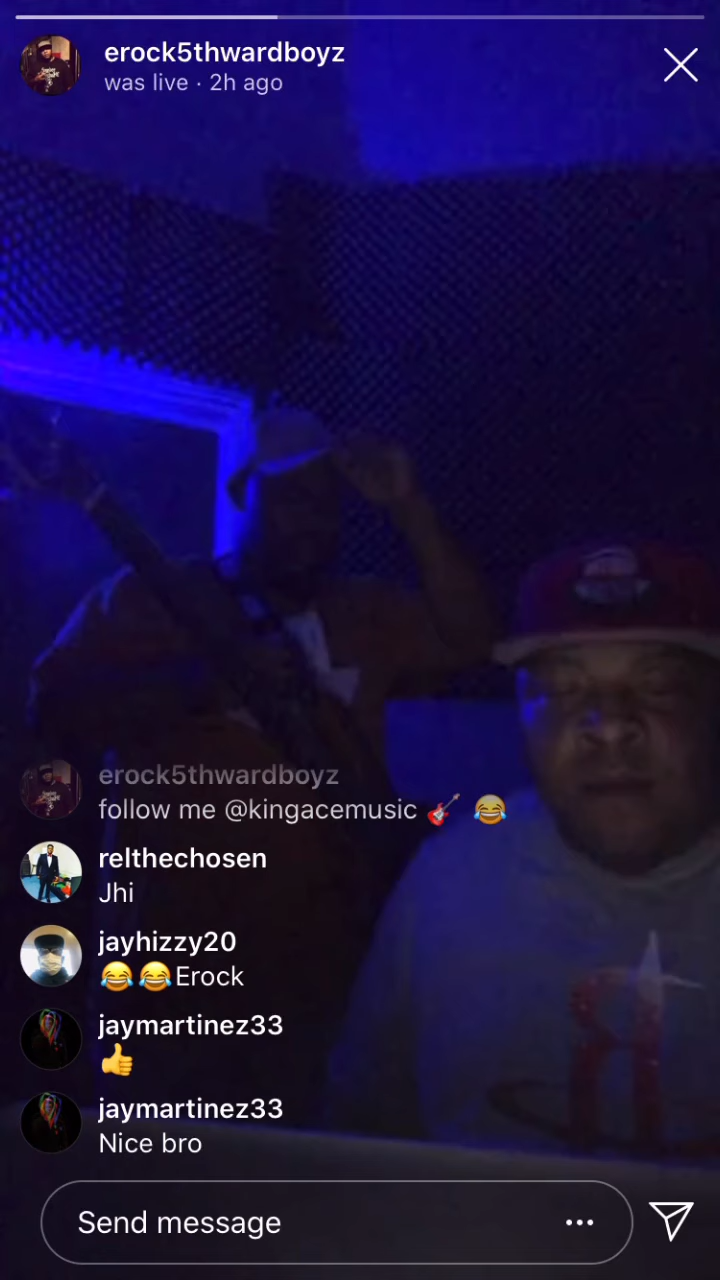 erock5thwardboyz
was live · 2h ago
erock5thwardboyz
follow me @kingacemusic 🎸 😂
relthechosen
Jhi
jayhizzy20
😂😂Erock
jaymartinez33
👍
jaymartinez33
Nice bro
Send message